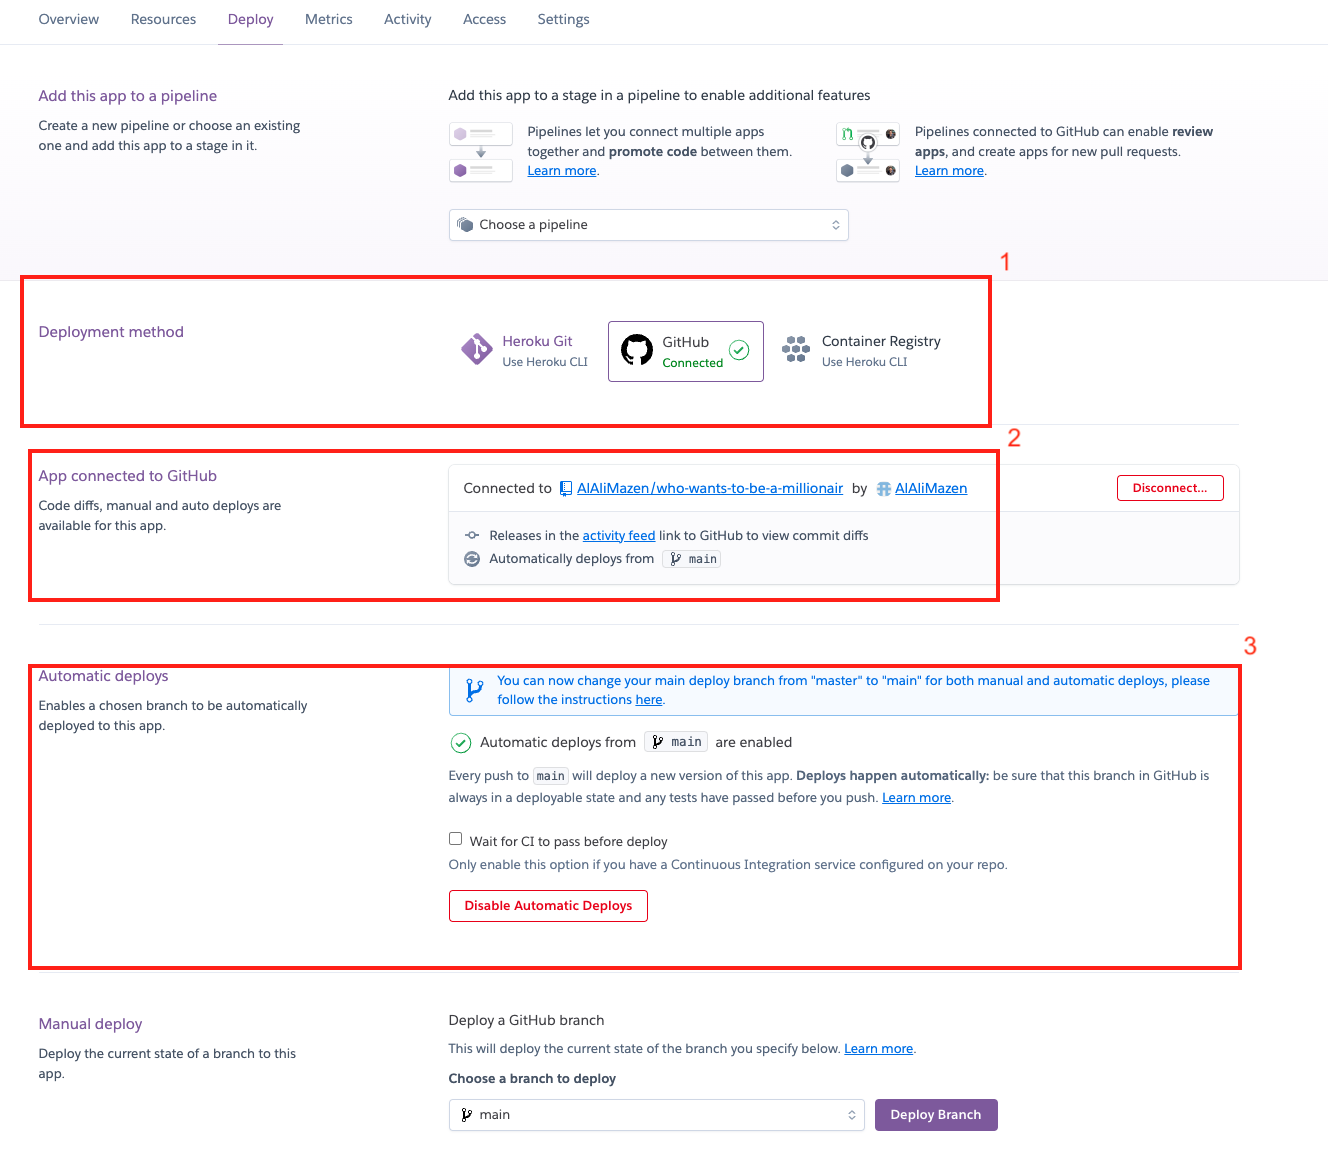 Overview Resources Deploy Metrics Activity Access Settings
Add this app to a pipeline
Create a new pipeline or choose an existing
one and add this app to a stage in it.
Add this app to a stage in a pipeline to enable additional features
Pipelines let you connect multiple apps
together and promote code between them.
Learn more.
Pipelines connected to GitHub can enable review
apps, and create apps for new pull requests.
Learn more.
Choose a pipeline
1
Deployment method
Heroku Git
Use Heroku CLI
GitHub
Connected
Container Registry
Use Heroku CLI
2
App connected to GitHub
Code diffs, manual and auto deploys are
available for this app.
Connected to AlAliMazen/who-wants-to-be-a-millionair by AlAliMazen
Disconnect...
Releases in the activity feed link to GitHub to view commit diffs
Automatically deploys from main
3
Automatic deploys
Enables a chosen branch to be automatically
deployed to this app.
You can now change your main deploy branch from "master" to "main" for both manual and automatic deploys, please
follow the instructions here.
Automatic deploys from main are enabled
Every push to main will deploy a new version of this app. Deploys happen automatically: be sure that this branch in GitHub is
always in a deployable state and any tests have passed before you push. Learn more.
Wait for CI to pass before deploy
Only enable this option if you have a Continuous Integration service configured on your repo.
Disable Automatic Deploys
Manual deploy
Deploy the current state of a branch to this
app.
Deploy a GitHub branch
This will deploy the current state of the branch you specify below. Learn more.
Choose a branch to deploy
main
Deploy Branch